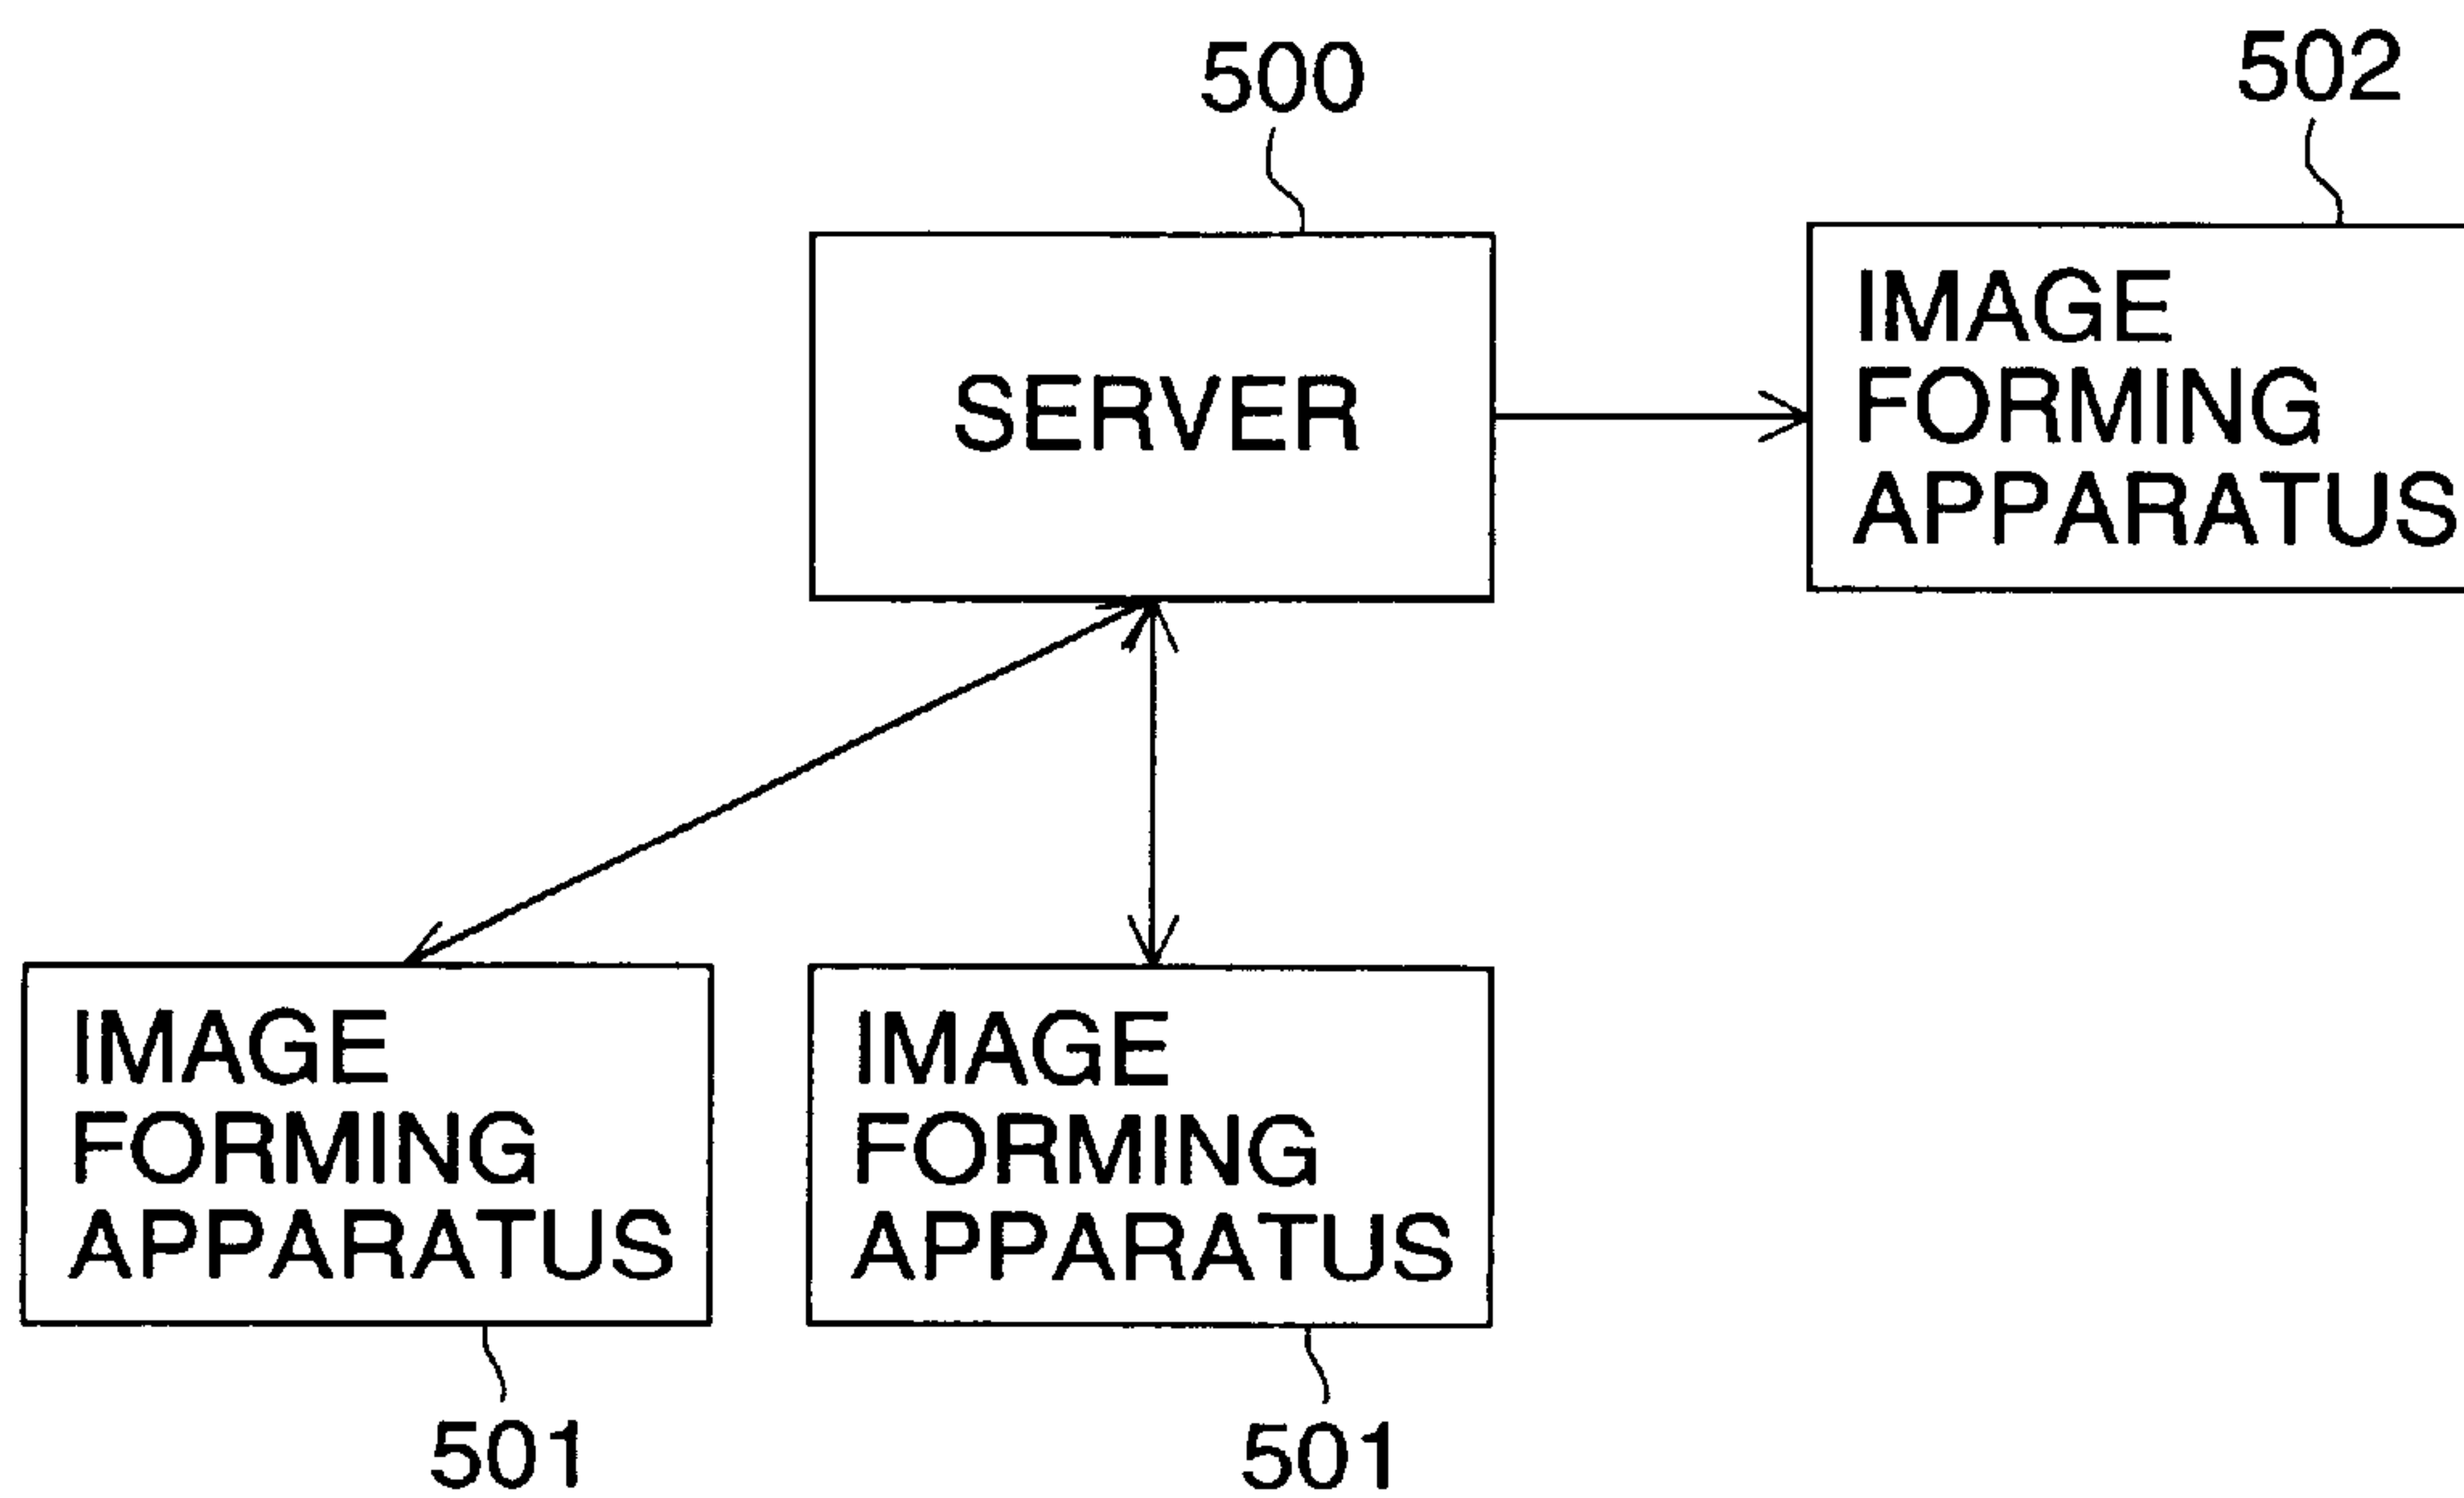 500
502
SERVER
IMAGE
FORMING
APPARATUS
IMAGE
FORMING
APPARATUS
IMAGE
FORMING
APPARATUS
501
501